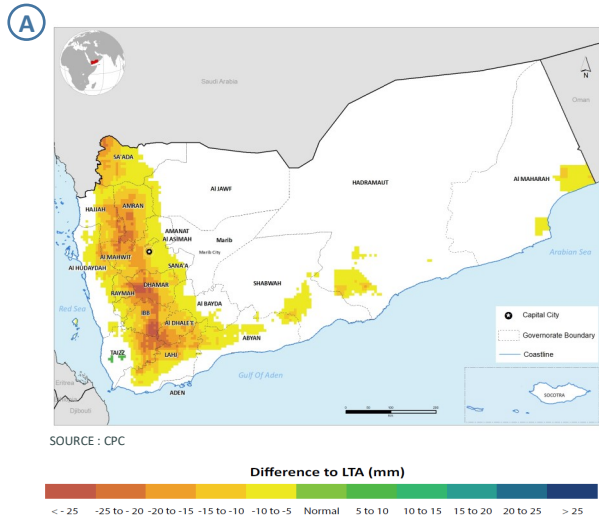 A
Saudi-Arabia
N
Oman
SA'ADA
Al JAWF
HADRAMAUT
Al MAHARAH
HAJJAH
AMRAN
AMANAT
Al ASIMAH
Marib
Marib City
Al MAHWIT
Al HUDAYDAH
SANA'A
Arabian Sea
DHAMAR
RAYMAH
SHABWAH
Al BAYDA
Red Sea
IBB
Al DHALE'E
ABYAN
TAIZZ
LAHJ
Capital City
Governorate Boundary
Coastline
Gulf Of Aden
Eritrea
ADEN
SOCOTRA
Djibouti
SOURCE : CPC
Difference to LTA (mm)
< - 25 -25 to - 20 -20 to -15 -15 to -10 -10 to -5 Normal 5 to 10 10 to 15 15 to 20 20 to 25 > 25